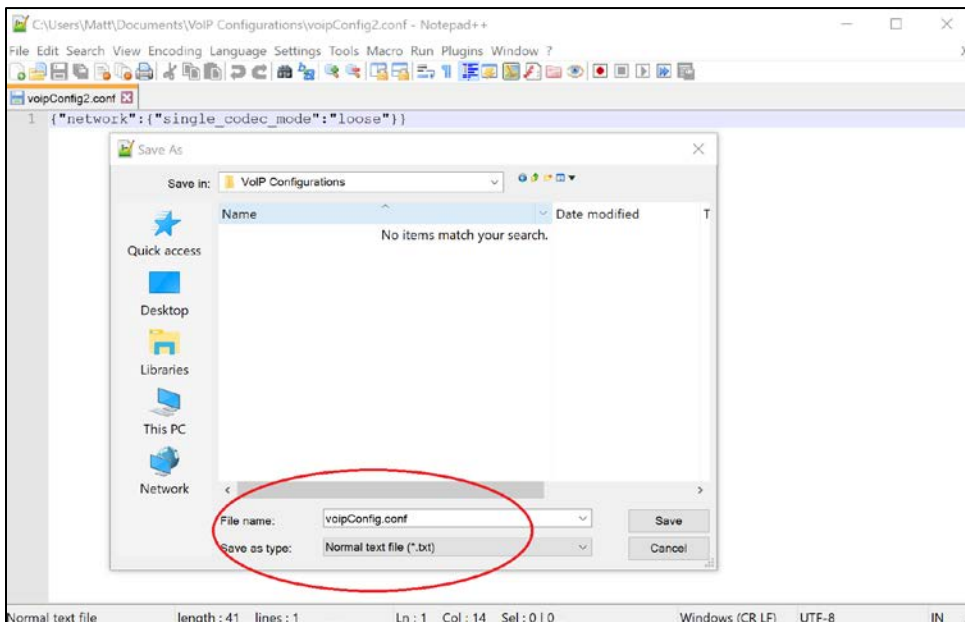 C:\Users\Matt\Documents\VoIP Configurations\voipConfig2.conf - Notepad++
File Edit Search View Encoding Language Settings Tools Macro Run Plugins Window ?
voipConfig2.conf
1 {"network":{"single_codec_mode":"loose"}}
Save As
Save in: VoIP Configurations
Name Date modified T
No items match your search.
Quick access
Desktop
Libraries
This PC
Network
File name: voipConfig.conf Save
Save as type: Normal text file (*.txt) Cancel
Normal text file length : 41 lines : 1 Ln : 1 Col : 14 Sel : 0 | 0 Windows (CR LF) UTF-8 IN